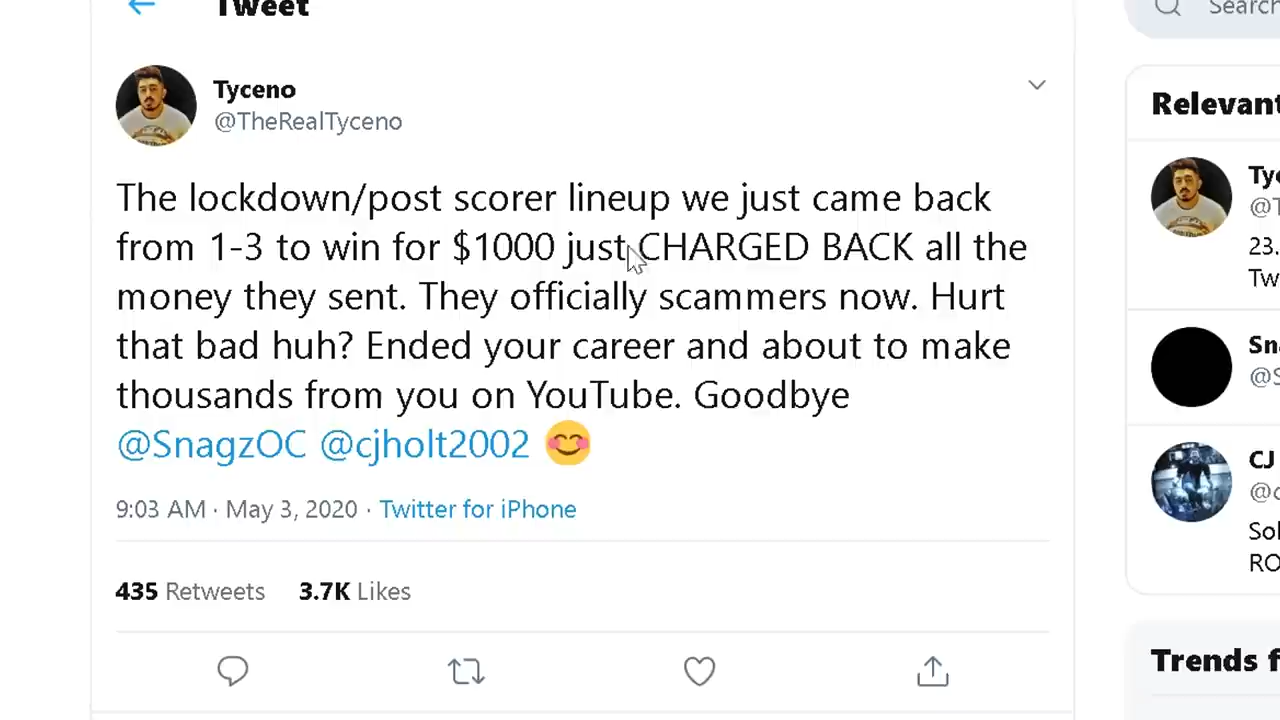 Tweet
Search
Tyceno
@TheRealTyceno
Relevant
The lockdown/post scorer lineup we just came back
from 1-3 to win for $1000 just CHARGED BACK all the
money they sent. They officially scammers now. Hurt
that bad huh? Ended your career and about to make
thousands from you on YouTube. Goodbye
@SnagzOC @cjholt2002 😊
9:03 AM · May 3, 2020 · Twitter for iPhone
435 Retweets 3.7K Likes
23.
CJ
Trends f